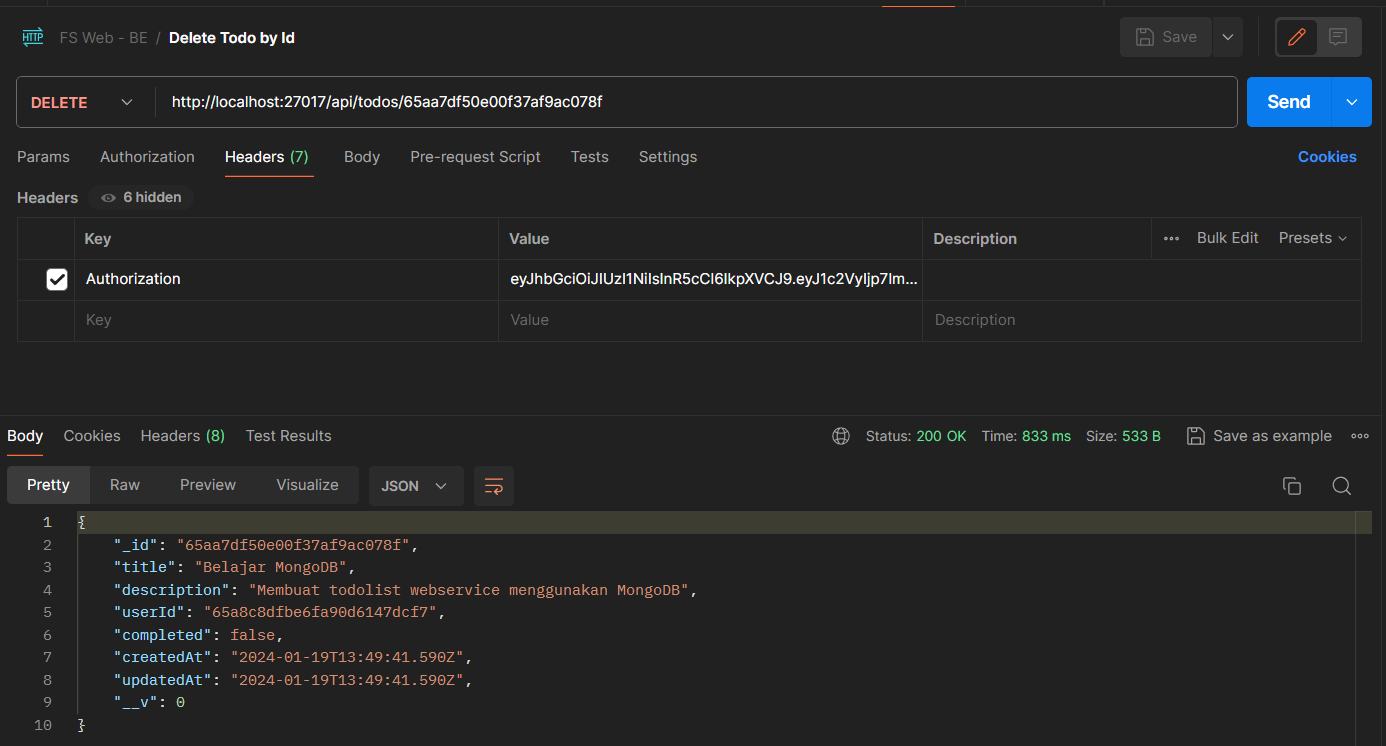 HTTP FS Web - BE / Delete Todo by Id Save
DELETE http://localhost:27017/api/todos/65aa7df50e00f37af9ac078f Send
Params Authorization Headers (7) Body Pre-request Script Tests Settings Cookies
Headers 6 hidden
Key Value Description Bulk Edit Presets
Authorization eyJhbGciOiJIUzI1NiIsInR5cCI6IkpXVCJ9.eyJ1c2VyIjp7Im...
Key Value Description
Body Cookies Headers (8) Test Results Status: 200 OK Time: 833 ms Size: 533 B Save as example
Pretty Raw Preview Visualize JSON
1 {
2 "_id": "65aa7df50e00f37af9ac078f",
3 "title": "Belajar MongoDB",
4 "description": "Membuat todolist webservice menggunakan MongoDB",
5 "userId": "65a8c8dfbe6fa90d6147dcf7",
6 "completed": false,
7 "createdAt": "2024-01-19T13:49:41.590Z",
8 "updatedAt": "2024-01-19T13:49:41.590Z",
9 "__v": 0
10 }